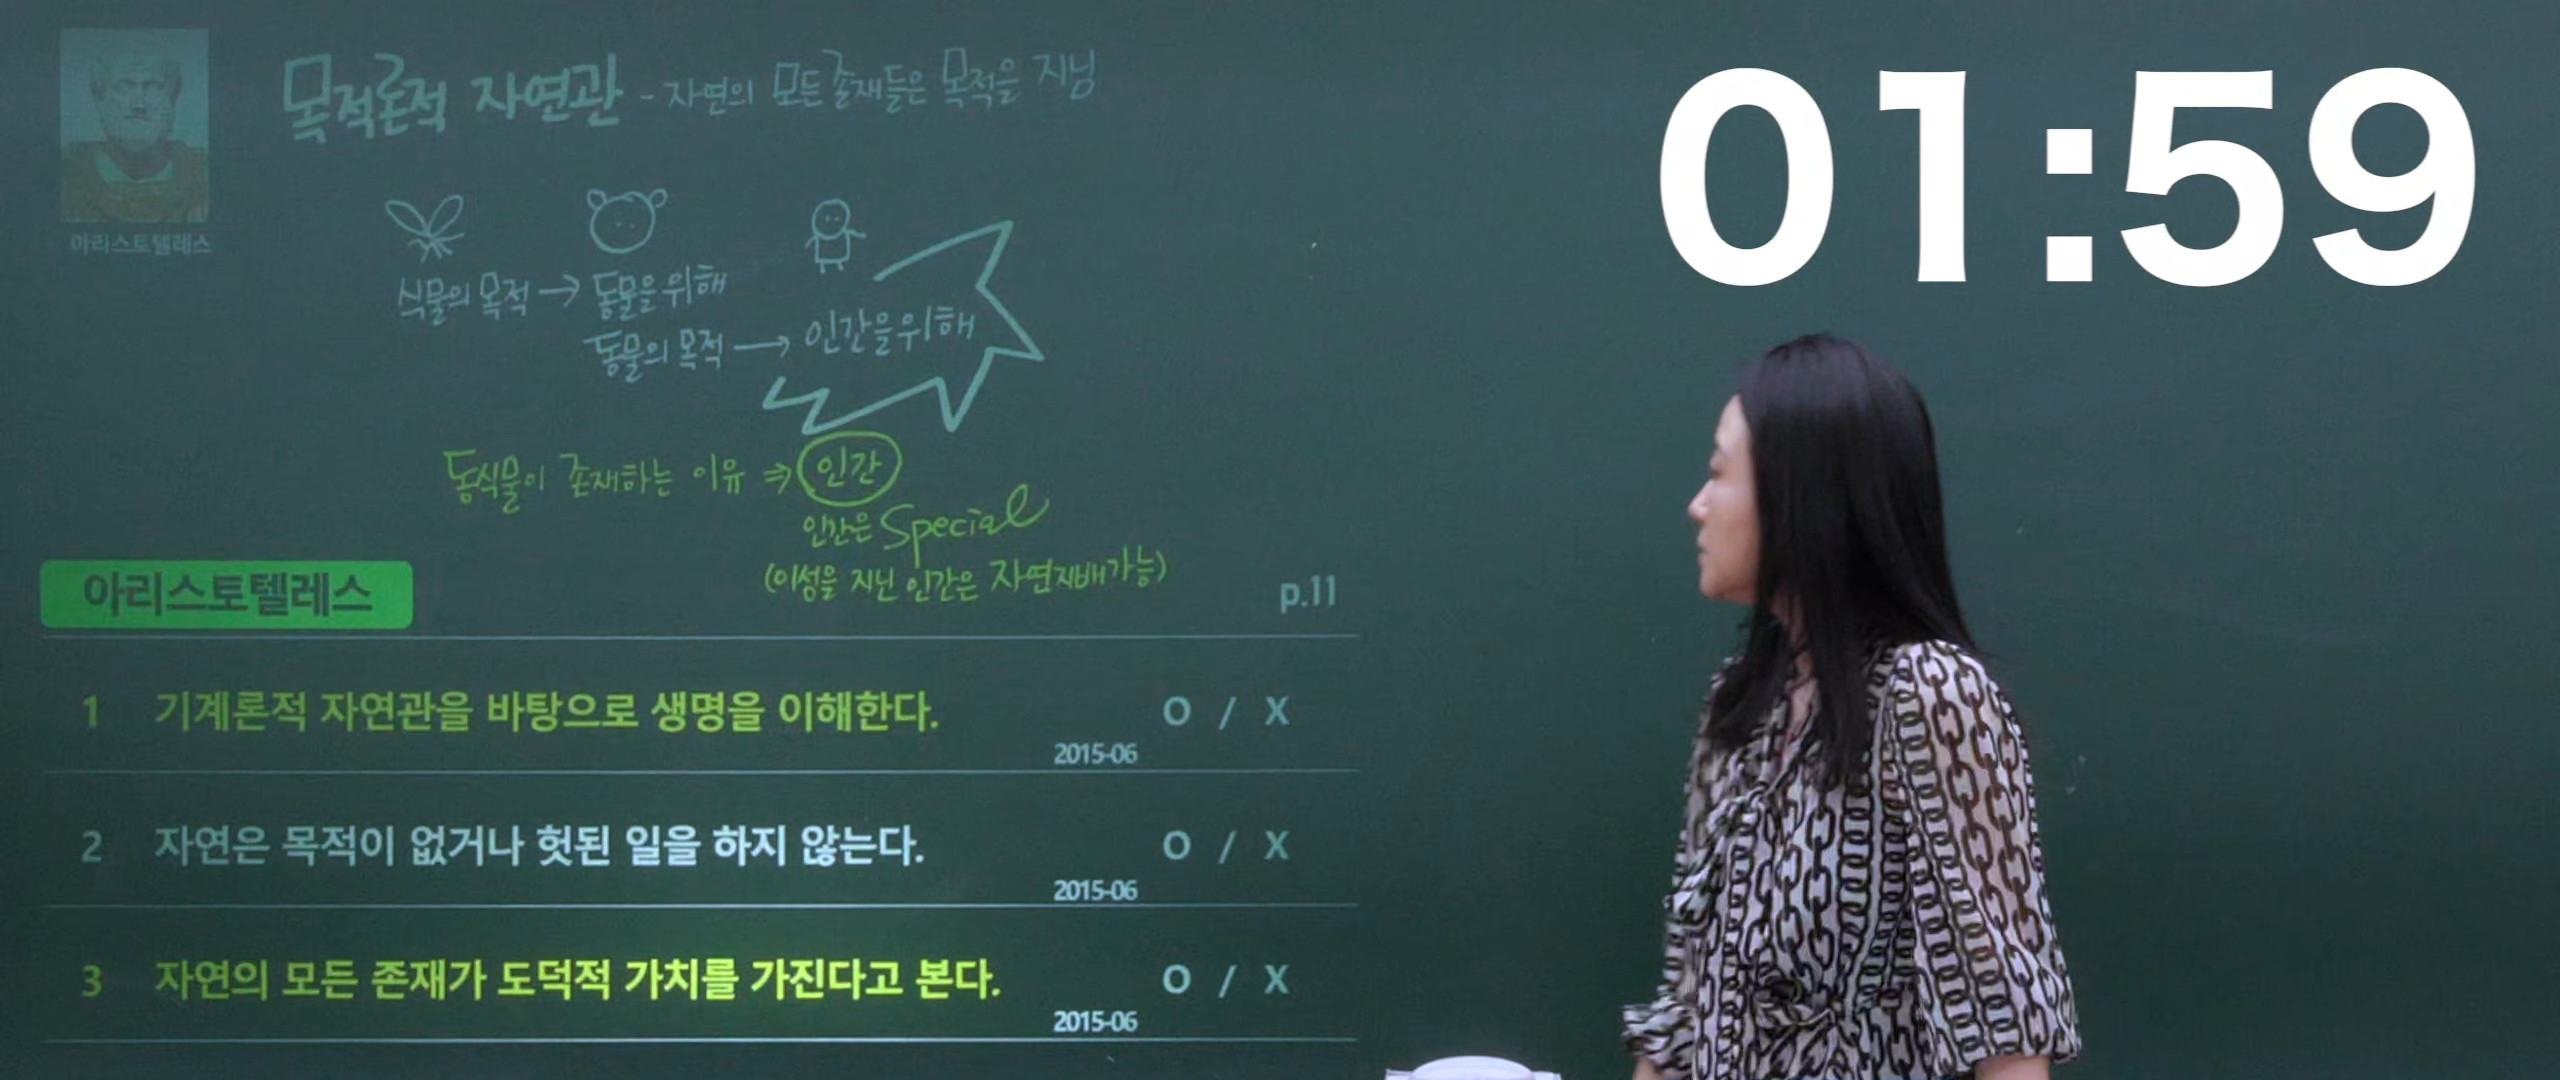 목적론적 자연관 - 자연의 모든 존재들은 목적을 지님
01:59
아리스토텔레스
식물의 목적 → 동물을 위해
동물의 목적 → 인간을 위해
동식물이 존재하는 이유 ⇒ 인간
인간은 Special
(이성을 지닌 인간은 자연지배가능)
아리스토텔레스
p.11
1 기계론적 자연관을 바탕으로 생명을 이해한다. O / X
2015-06
2 자연은 목적이 없거나 헛된 일을 하지 않는다. O / X
2015-06
3 자연의 모든 존재가 도덕적 가치를 가진다고 본다. O / X
2015-06